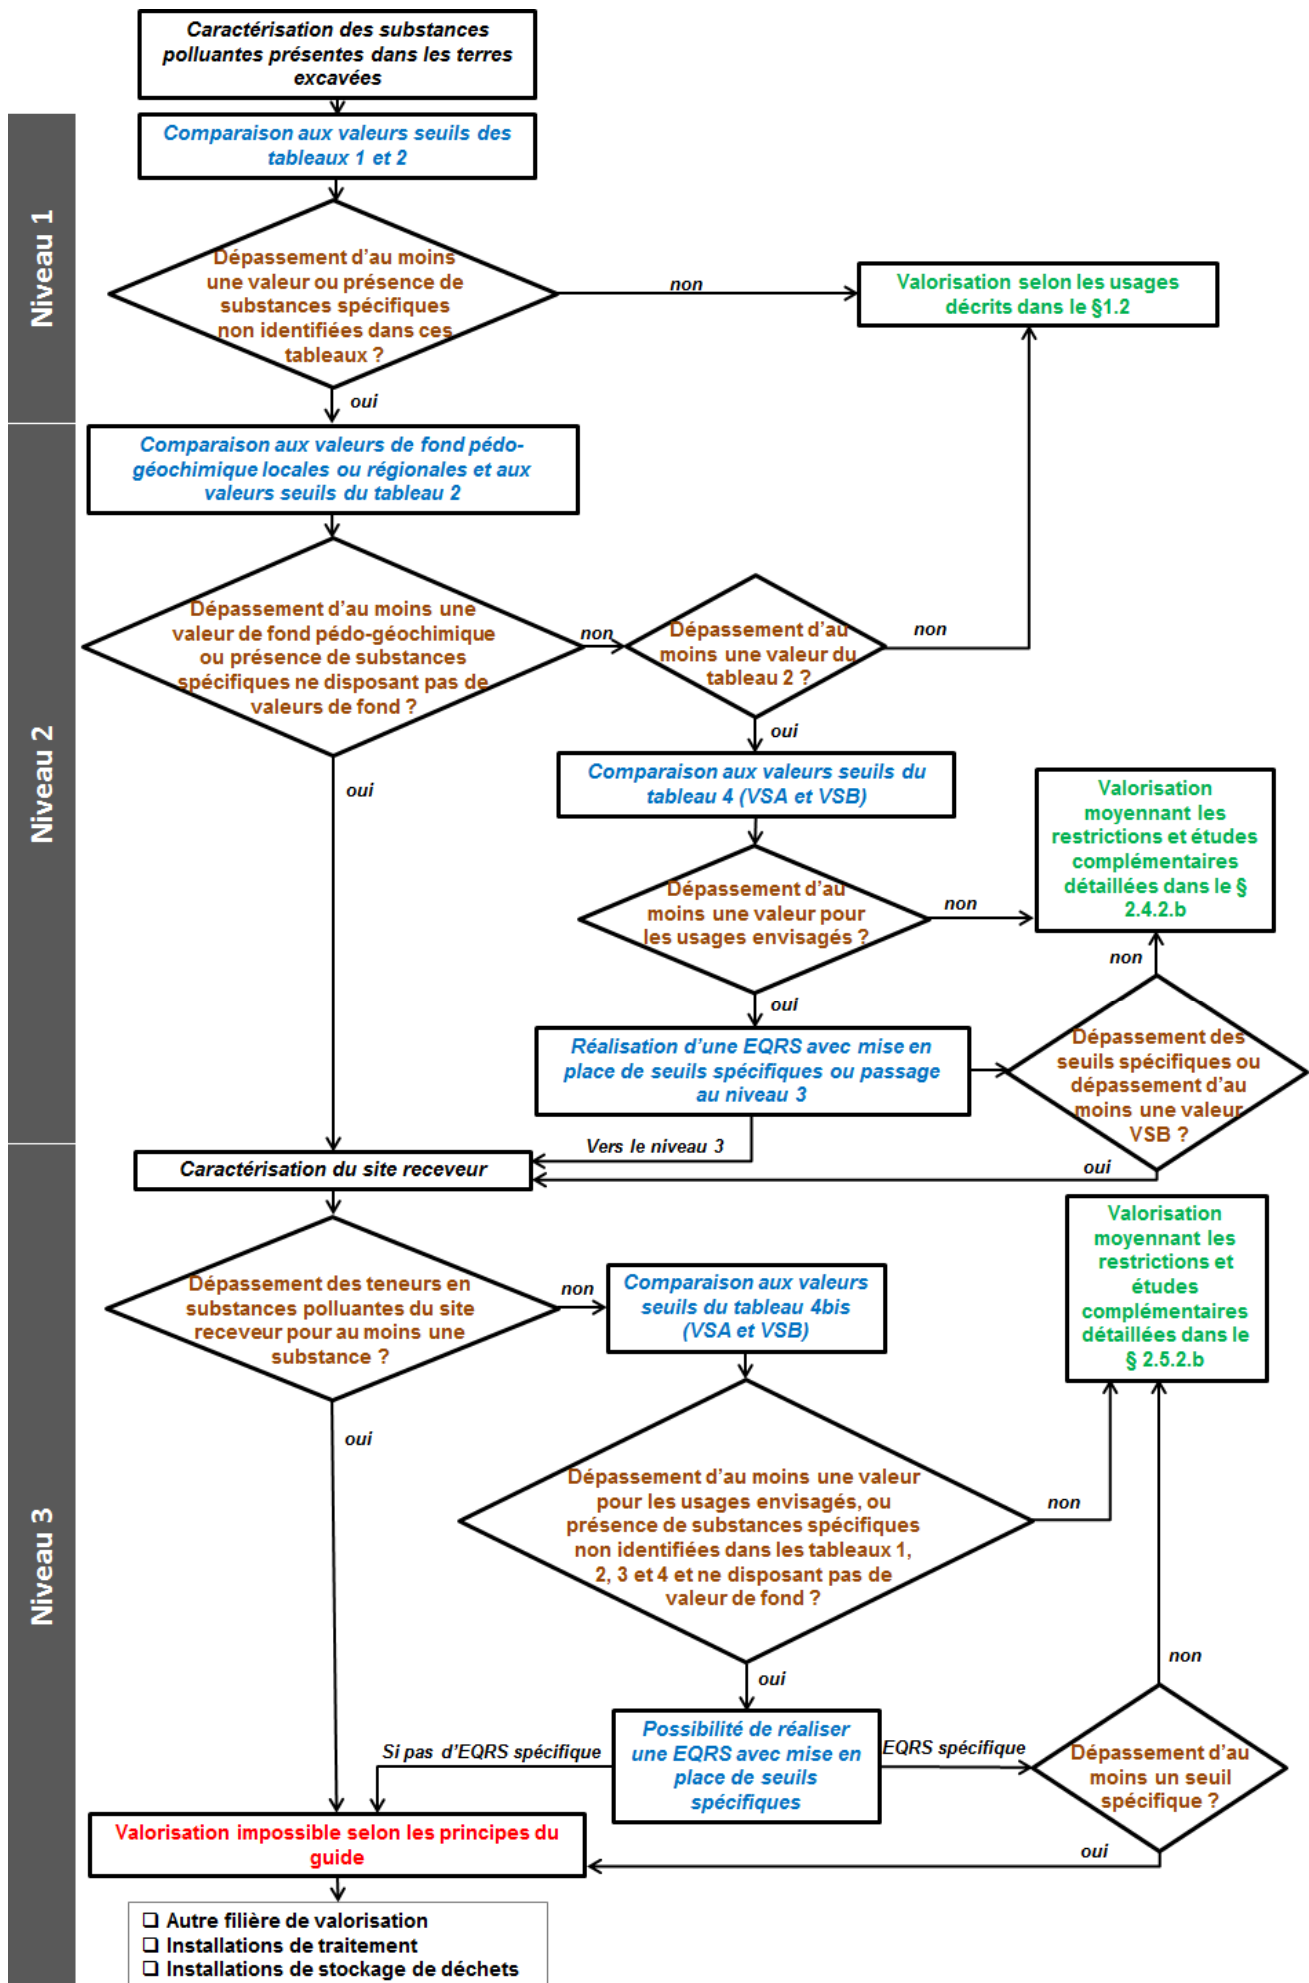 Caractérisation des substances
polluantes présentes dans les terres
excavées
Niveau 1
Comparaison aux valeurs seuils des
tableaux 1 et 2
Dépassement d'au moins
une valeur ou présence de
substances spécifiques
non identifiées dans ces
tableaux ?
non
Valorisation selon les usages
décrits dans le §1.2
oui
Niveau 2
Comparaison aux valeurs de fond pédo-
géochimique locales ou régionales et aux
valeurs seuils du tableau 2
Dépassement d'au moins une
valeur de fond pédo-géochimique
ou présence de substances
spécifiques ne disposant pas de
valeurs de fond ?
non
Dépassement d'au
moins une valeur du
tableau 2 ?
non
oui
oui
Comparaison aux valeurs seuils du
tableau 4 (VSA et VSB)
Valorisation
moyennant les
restrictions et études
complémentaires
détaillées dans le §
2.4.2.b
Dépassement d'au
moins une valeur pour
les usages envisagés ?
non
non
oui
Réalisation d'une EQRS avec mise en
place de seuils spécifiques ou passage
au niveau 3
Dépassement des
seuils spécifiques ou
dépassement d'au
moins une valeur
VSB ?
Vers le niveau 3
oui
Niveau 3
Caractérisation du site receveur
Dépassement des teneurs en
substances polluantes du site
receveur pour au moins une
substance ?
non
Comparaison aux valeurs
seuils du tableau 4bis
(VSA et VSB)
Valorisation
moyennant les
restrictions et
études
complémentaires
détaillées dans le
§ 2.5.2.b
oui
Dépassement d'au moins une valeur
pour les usages envisagés, ou
présence de substances spécifiques
non identifiées dans les tableaux 1,
2, 3 et 4 et ne disposant pas de
valeur de fond ?
non
non
oui
Si pas d'EQRS spécifique
Possibilité de réaliser
une EQRS avec mise en
place de seuils
spécifiques
EQRS spécifique
Dépassement d'au
moins un seuil
spécifique ?
oui
Valorisation impossible selon les principes du
guide
❑ Autre filière de valorisation
❑ Installations de traitement
❑ Installations de stockage de déchets